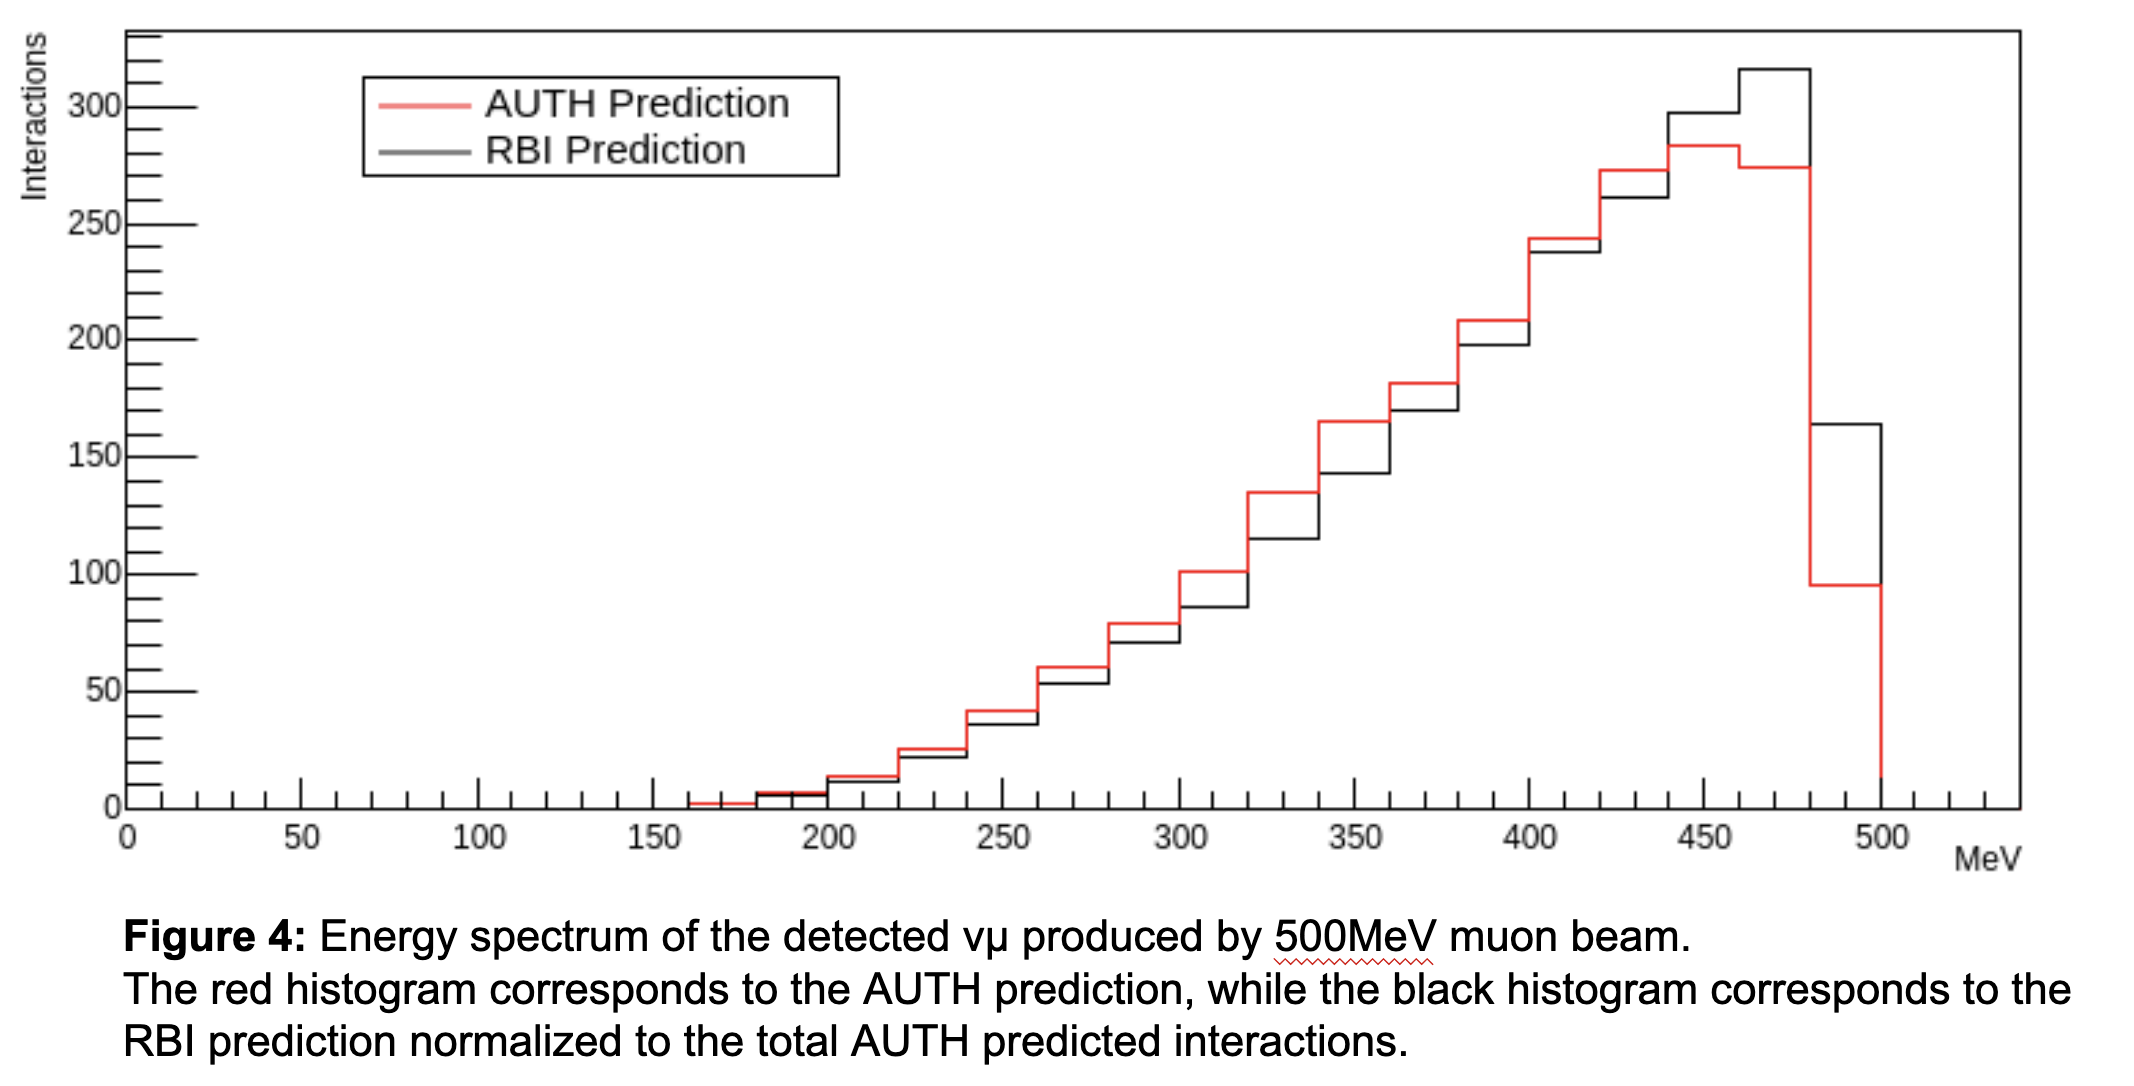 Interactions
AUTH Prediction
RBI Prediction
300
250
200
150
100
50
0
0 50 100 150 200 250 300 350 400 450 500
MeV
Figure 4: Energy spectrum of the detected vμ produced by 500MeV muon beam.
The red histogram corresponds to the AUTH prediction, while the black histogram corresponds to the
RBI prediction normalized to the total AUTH predicted interactions.